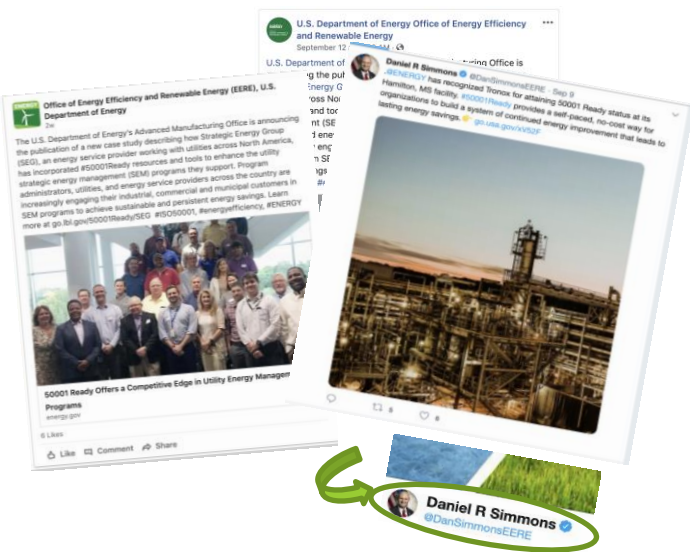 ENERGY
Office of Energy Efficiency and Renewable Energy (EERE), U.S.
Department of Energy
2w
The U.S. Department of Energy's Advanced Manufacturing Office is announcing
the publication of a new case study describing how Strategic Energy Group
(SEG), an energy service provider working with utilities across North America,
has incorporated #50001Ready resources and tools to enhance the utility
strategic energy management (SEM) programs they support. Program
administrators, utilities, and energy service providers across the country are
increasingly engaging their industrial, commercial and municipal customers in
SEM programs to achieve sustainable and persistent energy savings. Learn
more at go.lbl.gov/50001Ready/SEG #ISO50001, #energyefficiency, #ENERGY
50001 Ready Offers a Competitive Edge in Utility Energy Managem
Programs
energy.gov
6 Likes
Like Comment Share
U.S. Department of Energy Office of Energy Efficiency
and Renewable Energy
September 12
U.S. Department of
turing Office is
ng the pub
Energy G
ross Nor
and too
nt (SE
d ene
n SE
Daniel R Simmons @DanSimmonsEERE · Sep 9
.@ENERGY has recognized Tronox for attaining 50001 Ready status at its
Hamilton, MS facility. #50001Ready provides a self-paced, no-cost way for
organizations to build a system of continued energy improvement that leads to
lasting energy savings. go.usa.gov/xV52F
Daniel R Simmons
@DanSimmonsEERE